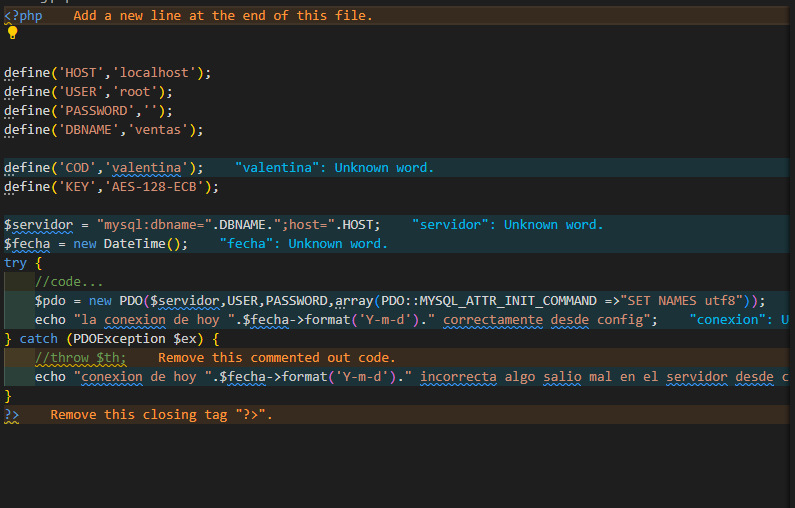 <?php    Add a new line at the end of this file.
define('HOST','localhost');
define('USER','root');
define('PASSWORD','');
define('DBNAME','ventas');
define('COD','valentina');    "valentina": Unknown word.
define('KEY','AES-128-ECB');
$servidor = "mysql:dbname=".DBNAME.";host=".HOST;    "servidor": Unknown word.
$fecha = new DateTime();    "fecha": Unknown word.
try {
    //code...
    $pdo = new PDO($servidor,USER,PASSWORD,array(PDO::MYSQL_ATTR_INIT_COMMAND =>"SET NAMES utf8"));
    echo "la conexion de hoy ".$fecha->format('Y-m-d')." correctamente desde config";    "conexion": U
} catch (PDOException $ex) {
    //throw $th;    Remove this commented out code.
    echo "conexion de hoy ".$fecha->format('Y-m-d')." incorrecta algo salio mal en el servidor desde c
}
?>    Remove this closing tag "?>".